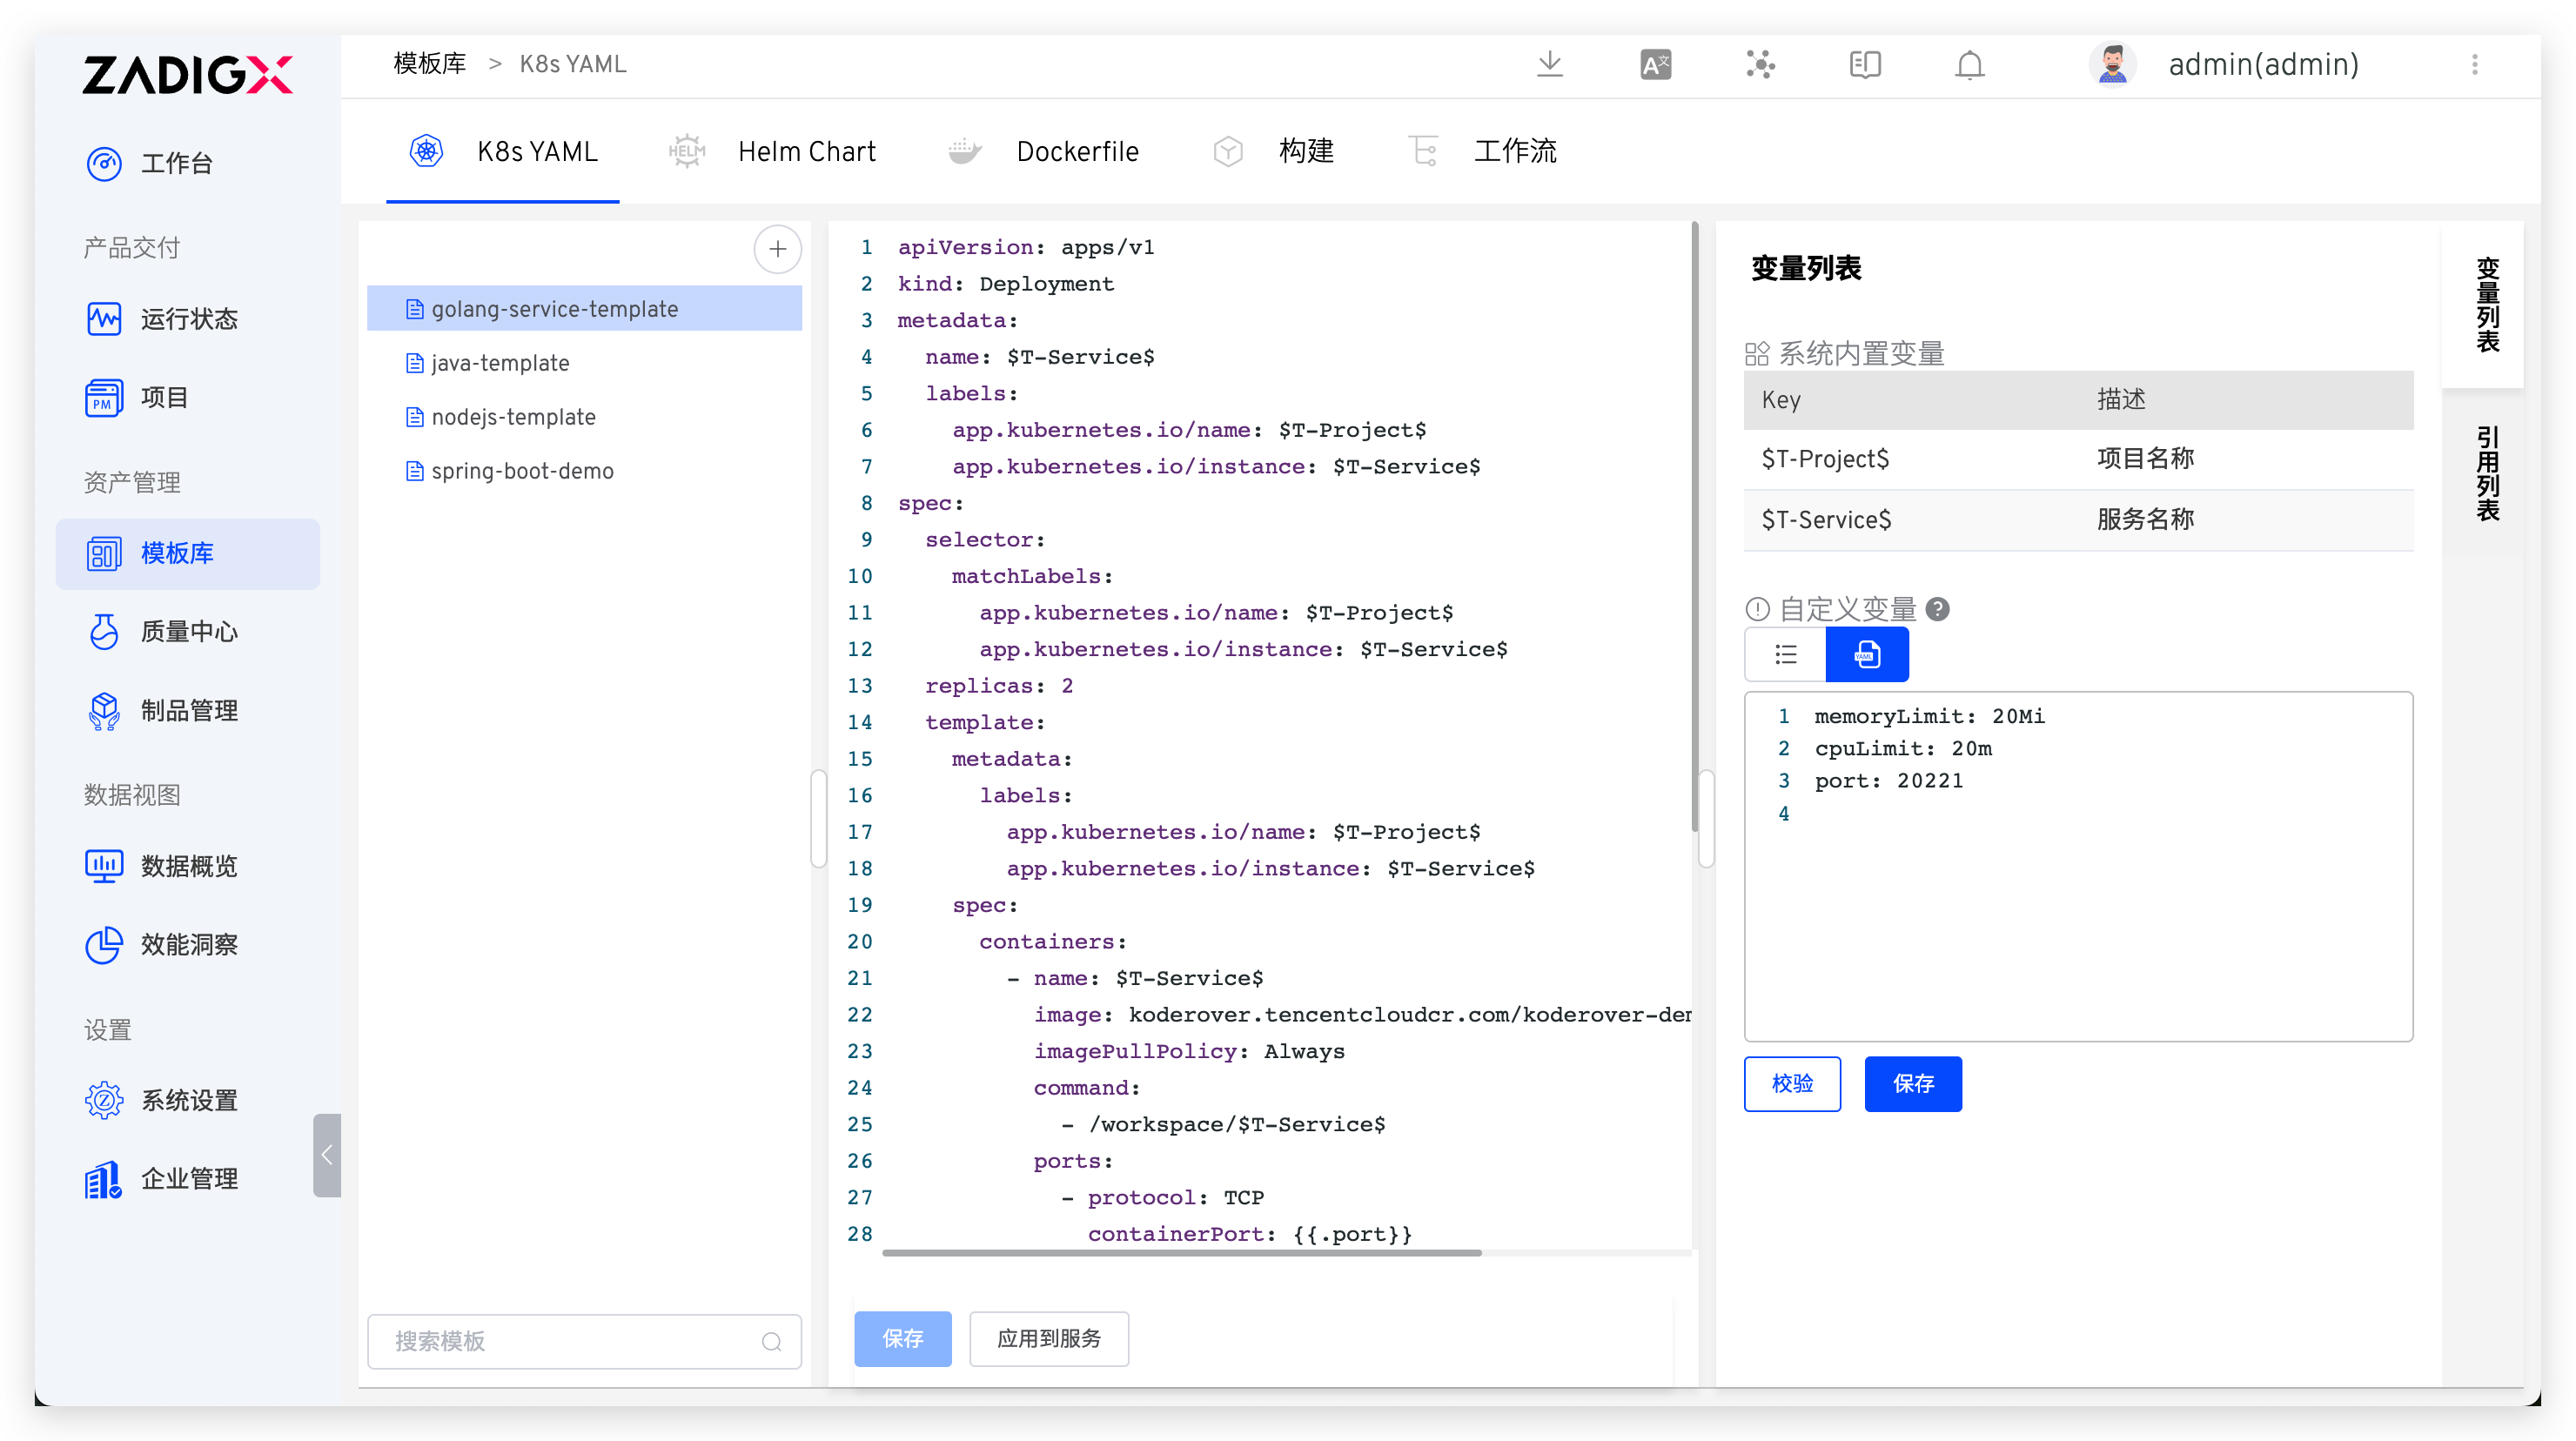 ZADIGX
模板库 > K8s YAML
admin(admin)
工作台
产品交付
运行状态
项目
资产管理
模板库
质量中心
制品管理
数据视图
数据概览
效能洞察
设置
系统设置
企业管理
K8s YAML
Helm Chart
Dockerfile
构建
工作流
golang-service-template
java-template
nodejs-template
spring-boot-demo
搜索模板
1 apiVersion: apps/v1
2 kind: Deployment
3 metadata:
4   name: $T-Service$
5   labels:
6     app.kubernetes.io/name: $T-Project$
7     app.kubernetes.io/instance: $T-Service$
8 spec:
9   selector:
10     matchLabels:
11       app.kubernetes.io/name: $T-Project$
12       app.kubernetes.io/instance: $T-Service$
13   replicas: 2
14   template:
15     metadata:
16       labels:
17         app.kubernetes.io/name: $T-Project$
18         app.kubernetes.io/instance: $T-Service$
19     spec:
20       containers:
21         - name: $T-Service$
22           image: koderover.tencentcloudcr.com/koderover-dem
23           imagePullPolicy: Always
24           command:
25             - /workspace/$T-Service$
26           ports:
27             - protocol: TCP
28               containerPort: {{.port}}
保存
应用到服务
变量列表
系统内置变量
Key 描述
$T-Project$ 项目名称
$T-Service$ 服务名称
自定义变量
YAML
1 memoryLimit: 20Mi
2 cpuLimit: 20m
3 port: 20221
4
校验
保存
变量列表
引用列表
PM
HELM